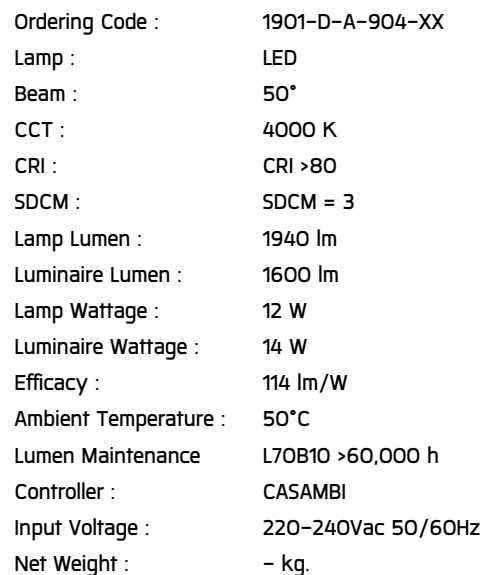 Ordering Code : 1901-D-A-904-XX
Lamp : LED
Beam : 50°
CCT : 4000 K
CRI : CRI >80
SDCM : SDCM = 3
Lamp Lumen : 1940 lm
Luminaire Lumen : 1600 lm
Lamp Wattage : 12 W
Luminaire Wattage : 14 W
Efficacy : 114 lm/W
Ambient Temperature : 50°C
Lumen Maintenance L70B10 >60,000 h
Controller : CASAMBI
Input Voltage : 220-240Vac 50/60Hz
Net Weight : - kg.